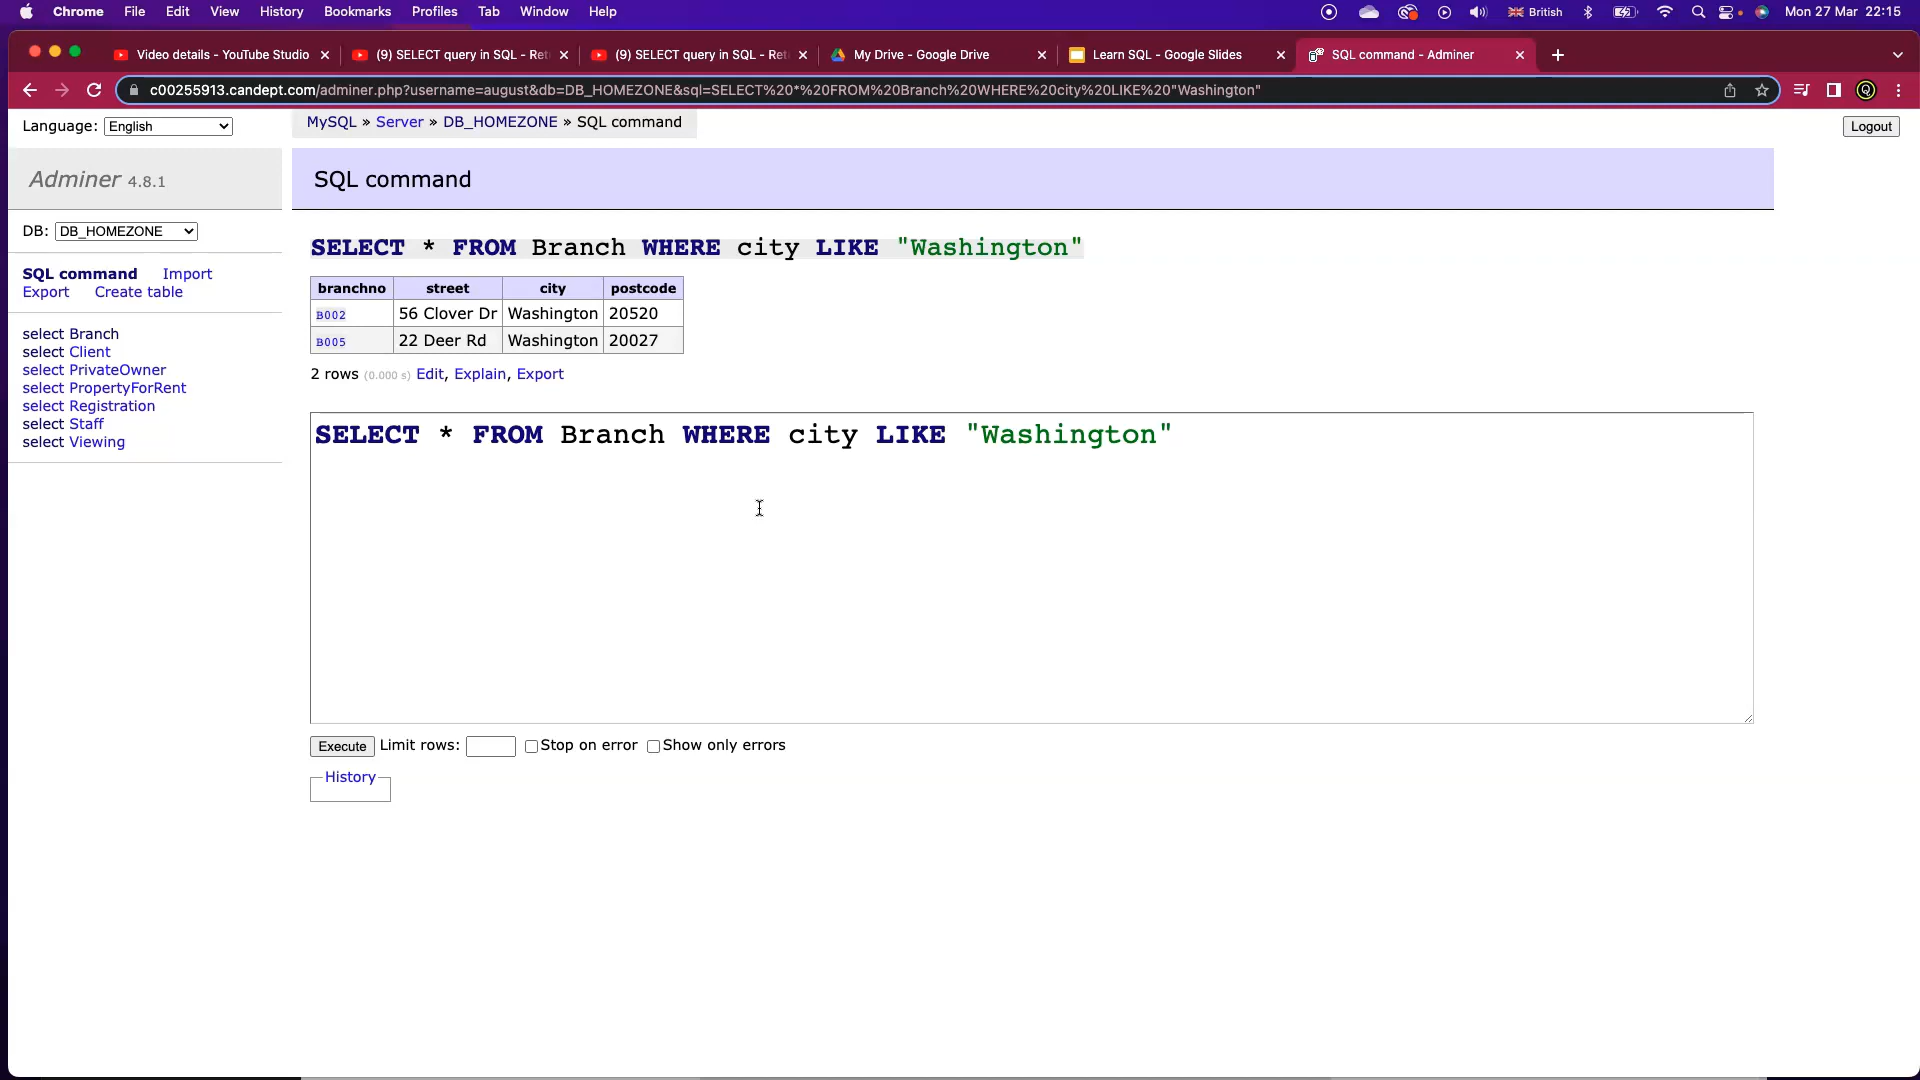 Chrome File Edit View History Bookmarks Profiles Tab Window Help British Mon 27 Mar 22:15
Video details - YouTube Studio (9) SELECT query in SQL - Ret (9) SELECT query in SQL - Ret My Drive - Google Drive Learn SQL - Google Slides SQL command - Adminer
c00255913.candept.com/adminer.php?username=august&db=DB_HOMEZONE&sql=SELECT%20*%20FROM%20Branch%20WHERE%20city%20LIKE%20"Washington"
Language: English
MySQL » Server » DB_HOMEZONE » SQL command
Logout
Adminer 4.8.1
SQL command
DB: DB_HOMEZONE
SQL command Import
Export Create table
select Branch
select Client
select PrivateOwner
select PropertyForRent
select Registration
select Staff
select Viewing
SELECT * FROM Branch WHERE city LIKE "Washington"
branchno street city postcode
B002 56 Clover Dr Washington 20520
B005 22 Deer Rd Washington 20027
2 rows (0.000 s) Edit, Explain, Export
SELECT * FROM Branch WHERE city LIKE "Washington"
Execute Limit rows: Stop on error Show only errors
History